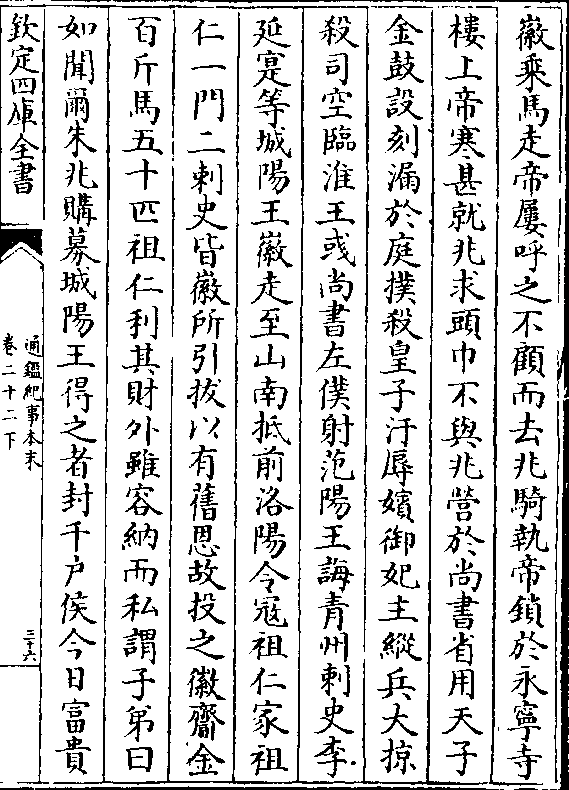 徽乘馬走帝屢呼之不顧而去兆騎執帝鎖於永寧寺
樓上帝寒甚就兆求頭巾不與兆營於尚書省用天子
金鼓設刻漏於庭撲殺皇子汙辱嬪御妃主縱兵大掠
殺司空臨淮王彧尚書左僕射范陽王誨青州刺史李
延寔等城陽王徽走至山南抵前洛陽令寇祖仁家祖
仁一門二刺史皆徽所引拔以有舊恩故投之徽齎金
百斤馬五十匹祖仁利其財外雖容納而私謂子弟曰
如聞爾朱兆購募城陽王得之者封千户侯今日富貴
欽定四庫全書
通鑑紀事本末
卷二十二下
三十六